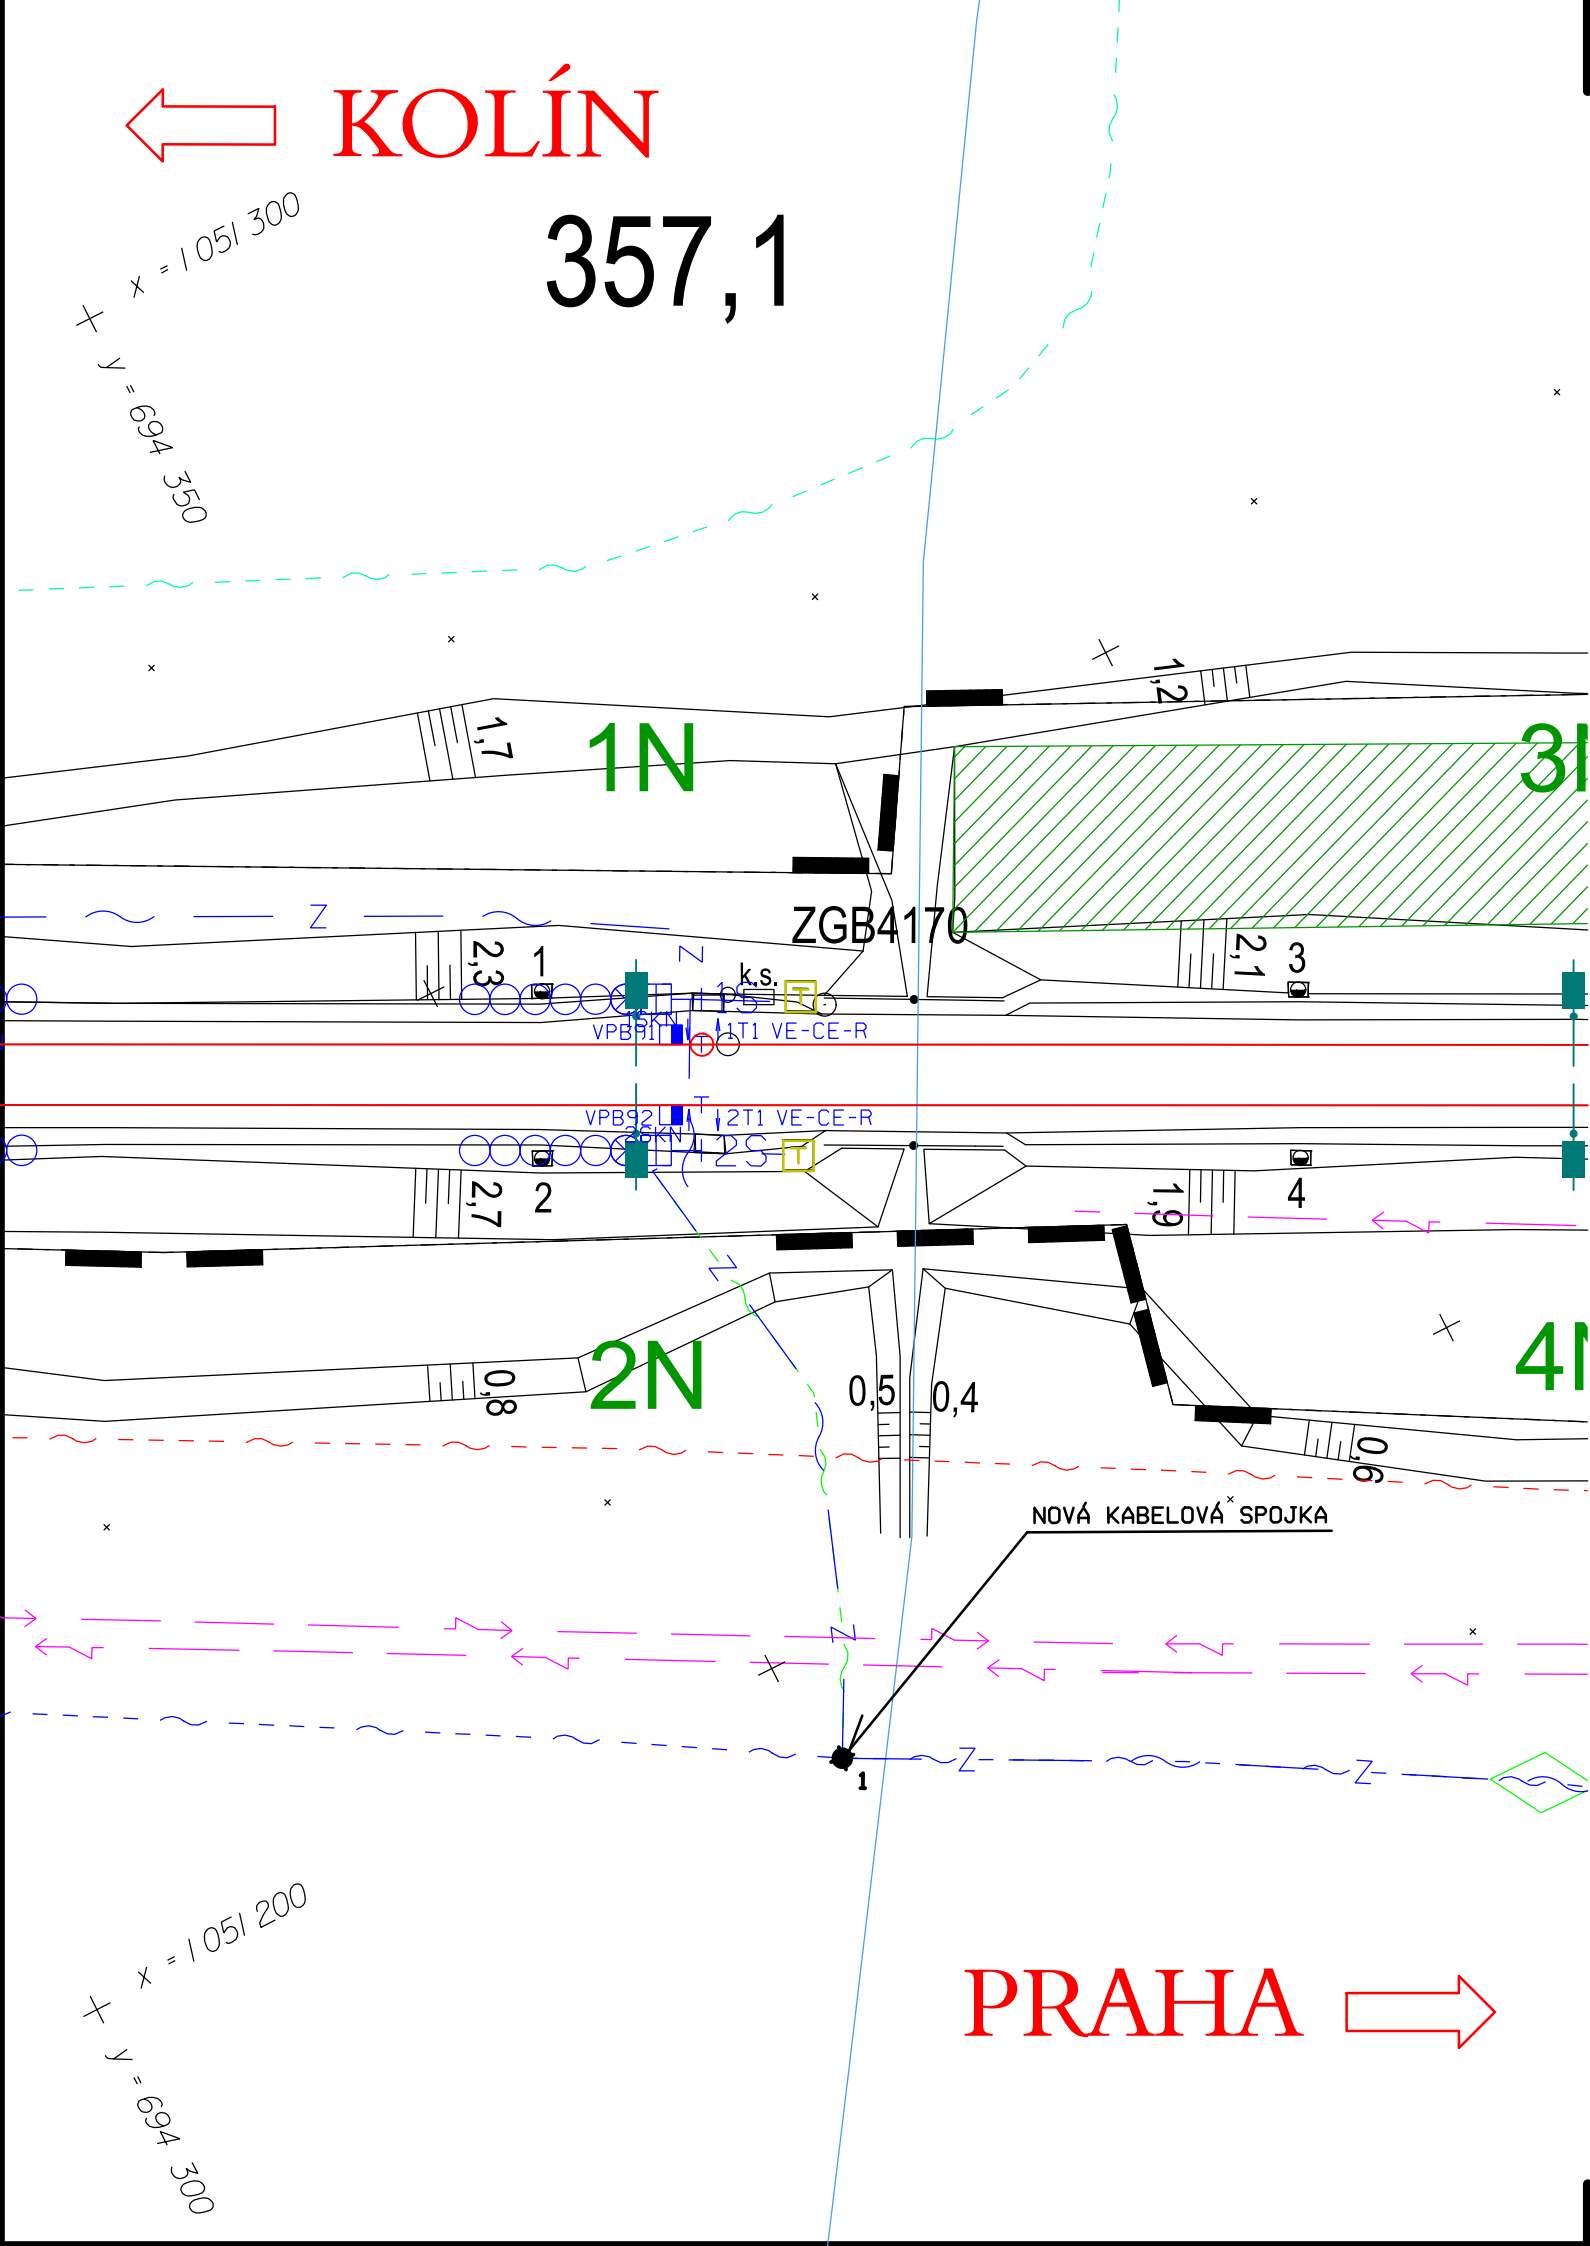 KOLÍN
x = 1 051 300
357,1
y = 694 350
1,2
1,7
1N
ZGB4170
Z
2,3
1
Z
k.s.
T
2,1
3
1S
VPB91
1T1 VE-CE-R
T
T
VPB92
2T1 VE-CE-R
2S
T
2,7
2
1,9
4
Z
2N
0,8
0,5
0,4
0,6
NOVÁ KABELOVÁ SPOJKA
Z
Z
Z
1
x = 1 051 200
PRAHA
y = 694 300